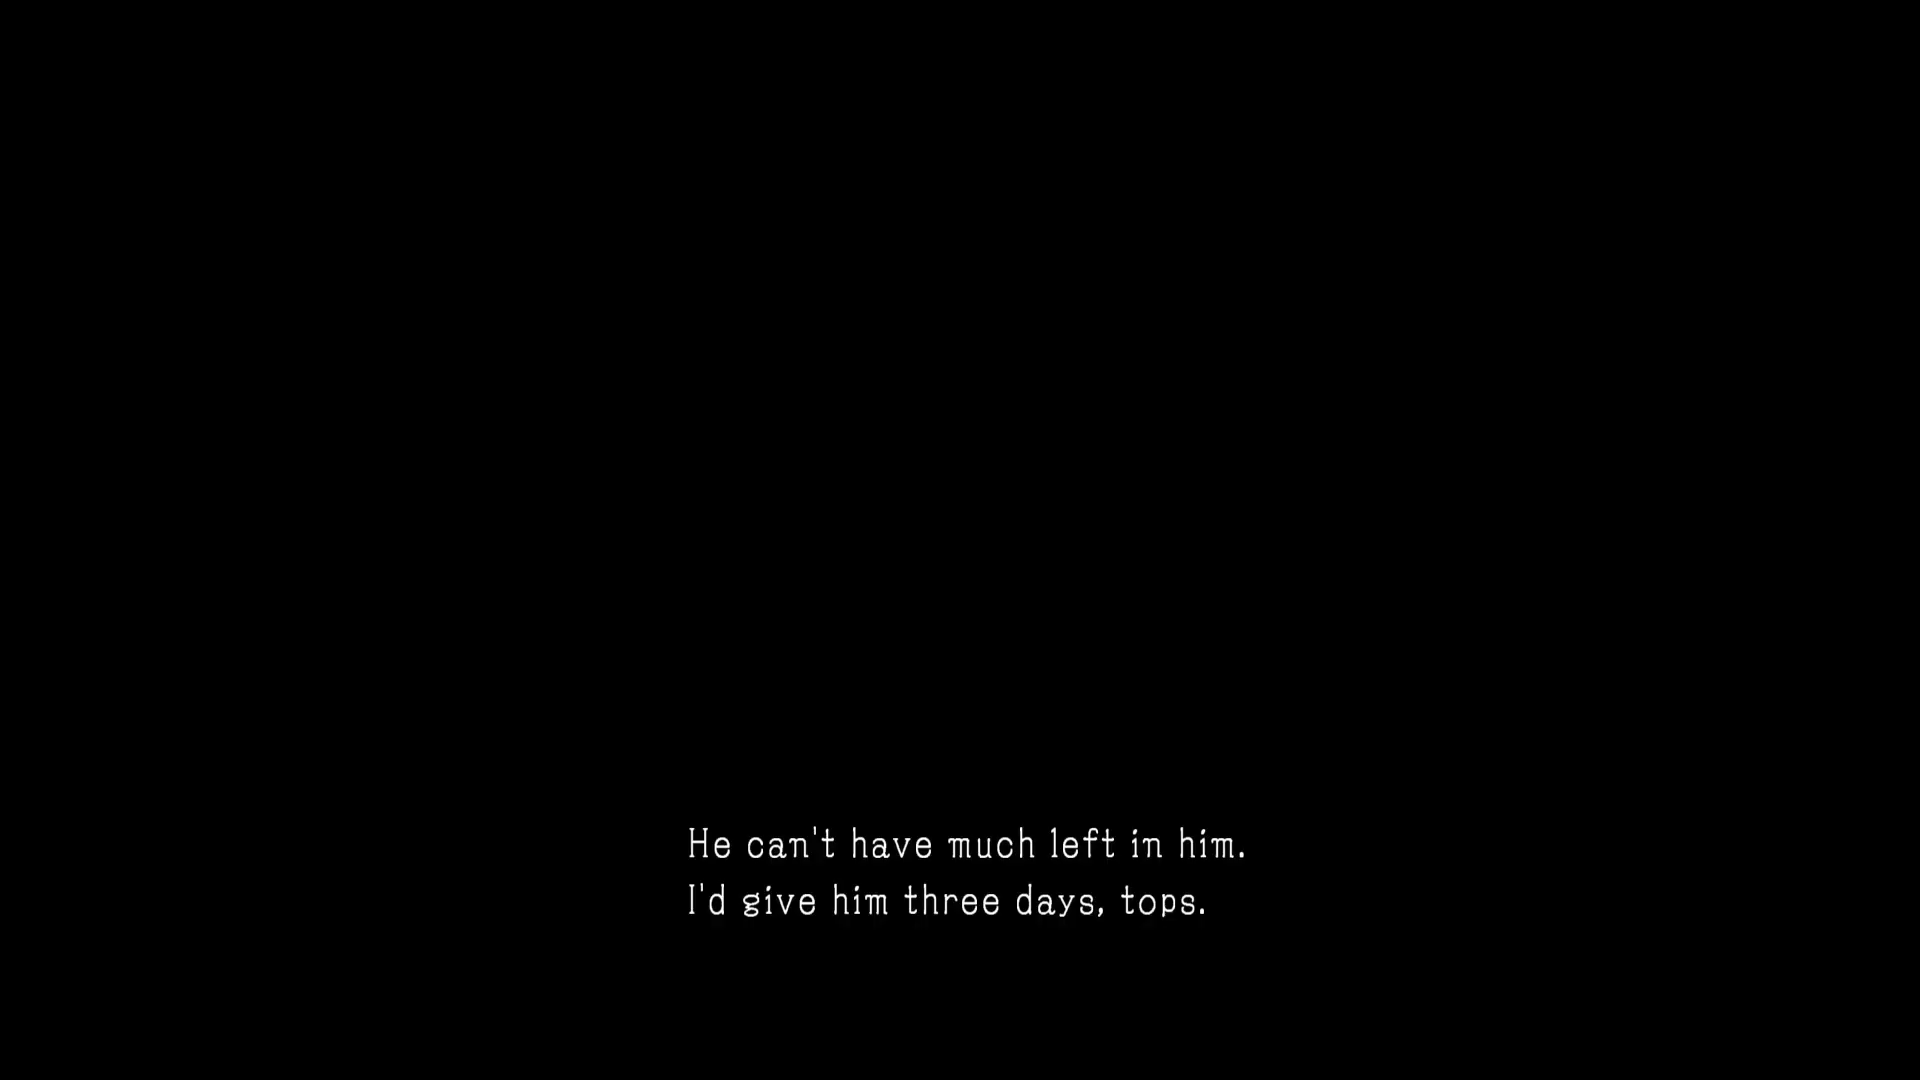 He can't have much left in him.
I'd give him three days, tops.